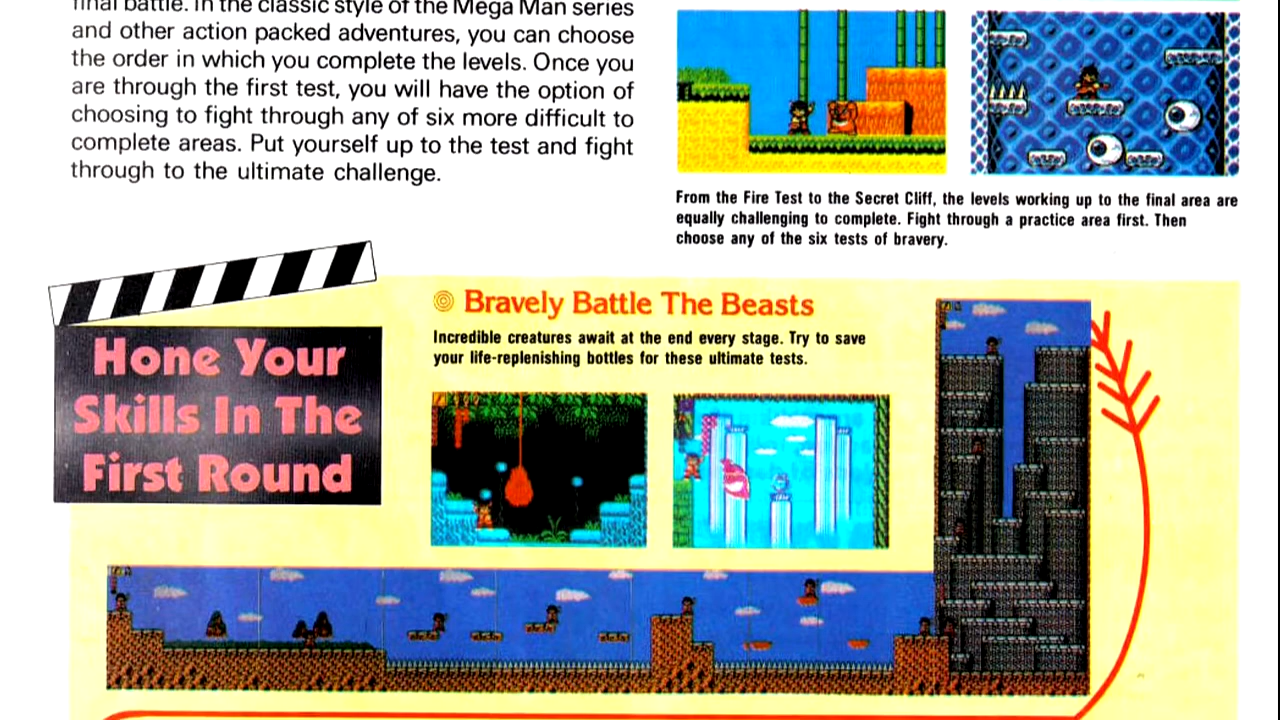 final battle. In the classic style of the Mega Man series
and other action packed adventures, you can choose
the order in which you complete the levels. Once you
are through the first test, you will have the option of
choosing to fight through any of six more difficult to
complete areas. Put yourself up to the test and fight
through to the ultimate challenge.
From the Fire Test to the Secret Cliff, the levels working up to the final area are
equally challenging to complete. Fight through a practice area first. Then
choose any of the six tests of bravery.
Hone Your
Skills In The
First Round
Bravely Battle The Beasts
Incredible creatures await at the end every stage. Try to save
your life-replenishing bottles for these ultimate tests.